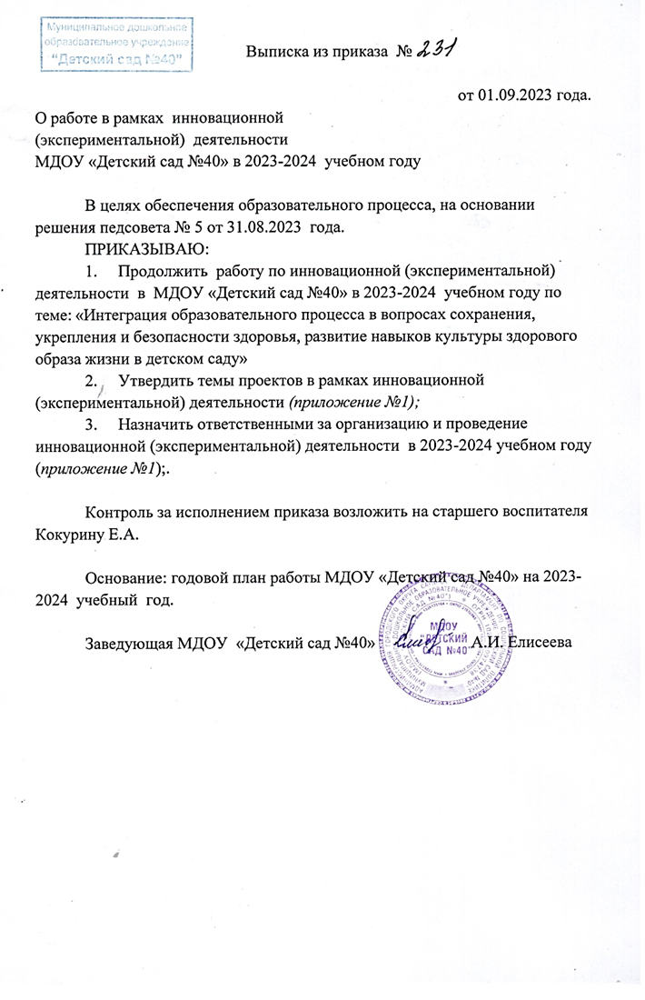 Муниципальное дошкольное
образовательное учреждение
"Детский сад №40"
Выписка из приказа № 231
от 01.09.2023 года.
О работе в рамках инновационной
(экспериментальной) деятельности
МДОУ «Детский сад №40» в 2023-2024 учебном году
В целях обеспечения образовательного процесса, на основании
решения педсовета № 5 от 31.08.2023 года.
ПРИКАЗЫВАЮ:
1. Продолжить работу по инновационной (экспериментальной)
деятельности в МДОУ «Детский сад №40» в 2023-2024 учебном году по
теме: «Интеграция образовательного процесса в вопросах сохранения,
укрепления и безопасности здоровья, развитие навыков культуры здорового
образа жизни в детском саду»
2. Утвердить темы проектов в рамках инновационной
(экспериментальной) деятельности (приложение №1);
3. Назначить ответственными за организацию и проведение
инновационной (экспериментальной) деятельности в 2023-2024 учебном году
(приложение №1);.
Контроль за исполнением приказа возложить на старшего воспитателя
Кокурину Е.А.
Основание: годовой план работы МДОУ «Детский сад №40» на 2023-
2024 учебный год.
Заведующая МДОУ «Детский сад №40» А.И. Елисеева
МДОУ
"ДЕТСКИЙ
САД №40"